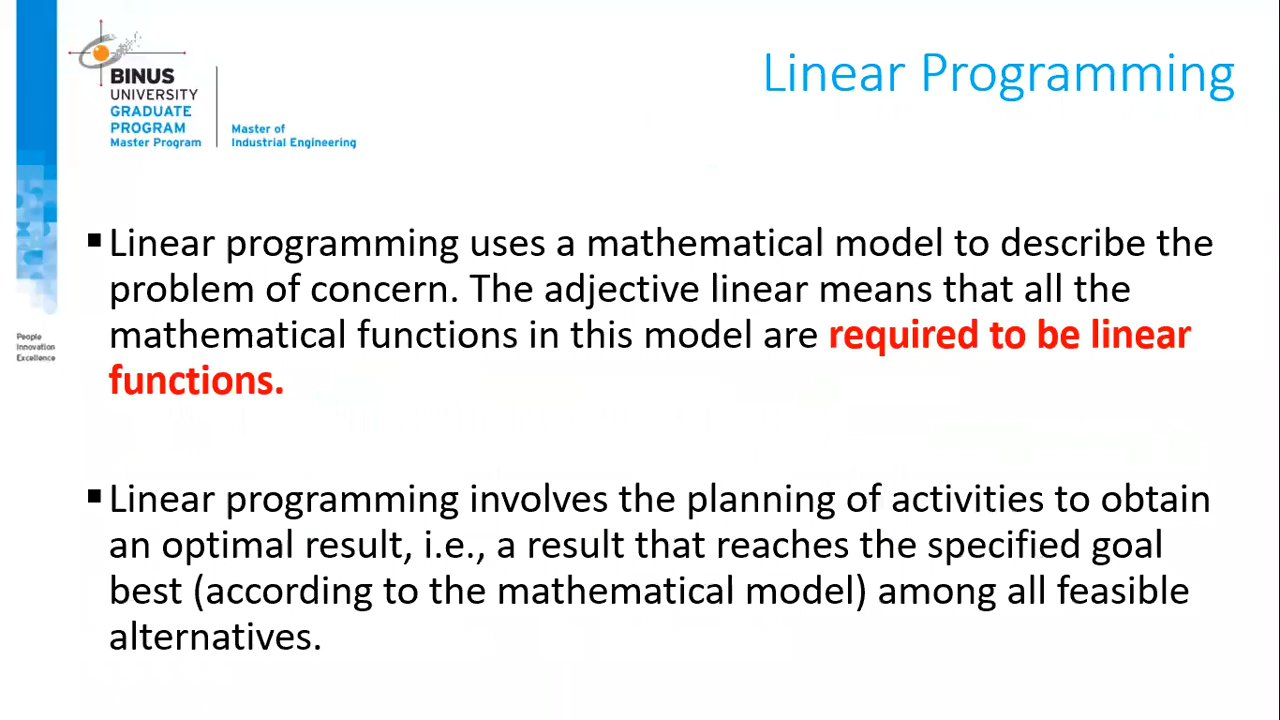 BINUS
UNIVERSITY
GRADUATE
PROGRAM
Master Program
Master of
Industrial Engineering
Linear Programming
People
Innovation
Excellence
▪Linear programming uses a mathematical model to describe the
problem of concern. The adjective linear means that all the
mathematical functions in this model are required to be linear
functions.
▪Linear programming involves the planning of activities to obtain
an optimal result, i.e., a result that reaches the specified goal
best (according to the mathematical model) among all feasible
alternatives.